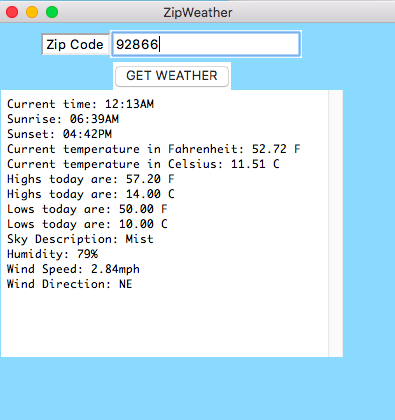 ZipWeather
Zip Code 92866
GET WEATHER
Current time: 12:13AM
Sunrise: 06:39AM
Sunset: 04:42PM
Current temperature in Fahrenheit: 52.72 F
Current temperature in Celsius: 11.51 C
Highs today are: 57.20 F
Highs today are: 14.00 C
Lows today are: 50.00 F
Lows today are: 10.00 C
Sky Description: Mist
Humidity: 79%
Wind Speed: 2.84mph
Wind Direction: NE